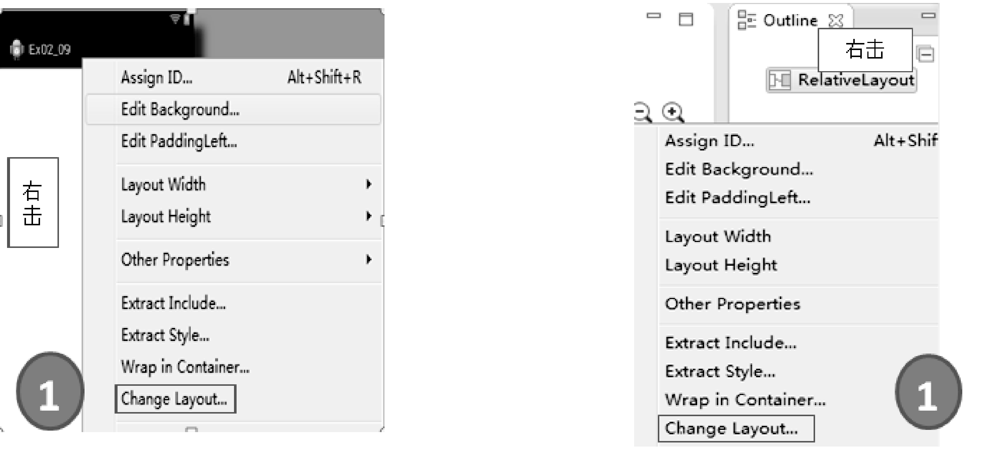 Ex02_09
右
击
Assign ID... Alt+Shift+R
Edit Background...
Edit PaddingLeft...
Layout Width
Layout Height
Other Properties
Extract Include...
Extract Style...
Wrap in Container...
Change Layout...
1
Outline
右击
RelativeLayout
Assign ID... Alt+Shif
Edit Background...
Edit PaddingLeft...
Layout Width
Layout Height
Other Properties
Extract Include...
Extract Style...
Wrap in Container...
Change Layout...
1